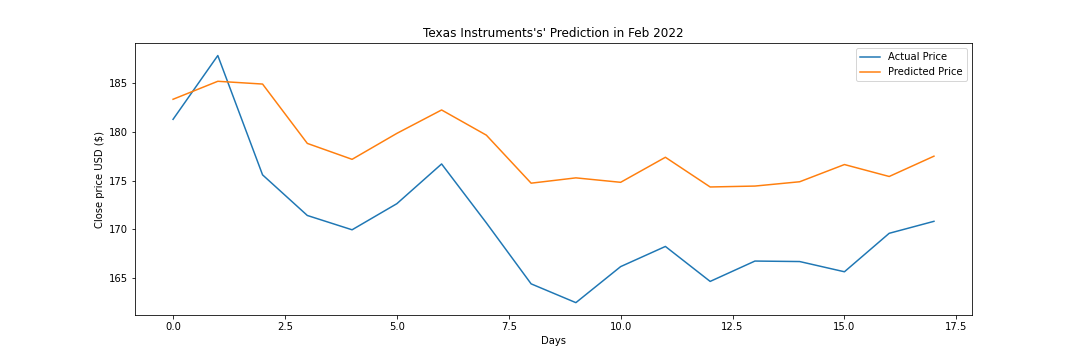 Texas Instruments's' Prediction in Feb 2022
Actual Price
Predicted Price
185
180
175
170
165
Close price USD ($)
0.0 2.5 5.0 7.5 10.0 12.5 15.0 17.5
Days